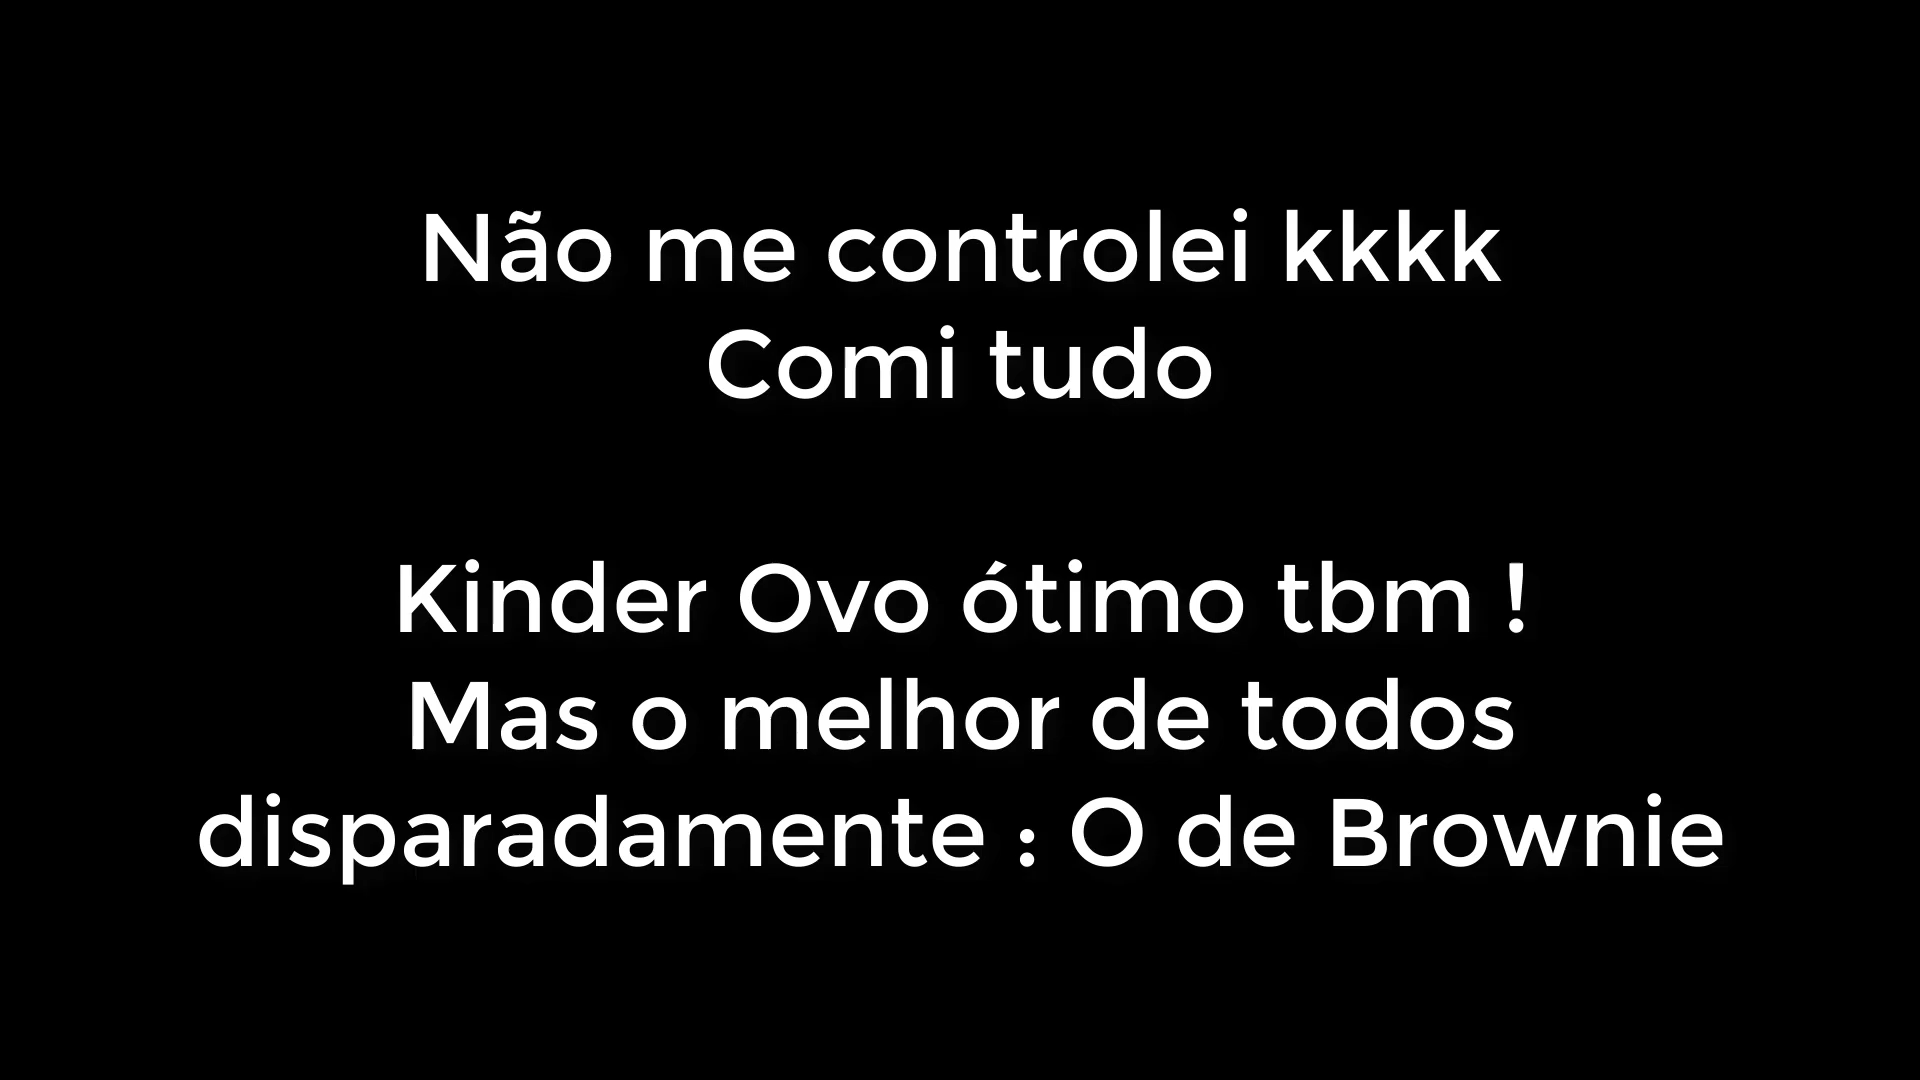 Não me controlei kkkk
Comi tudo
Kinder Ovo ótimo tbm !
Mas o melhor de todos
disparadamente : O de Brownie